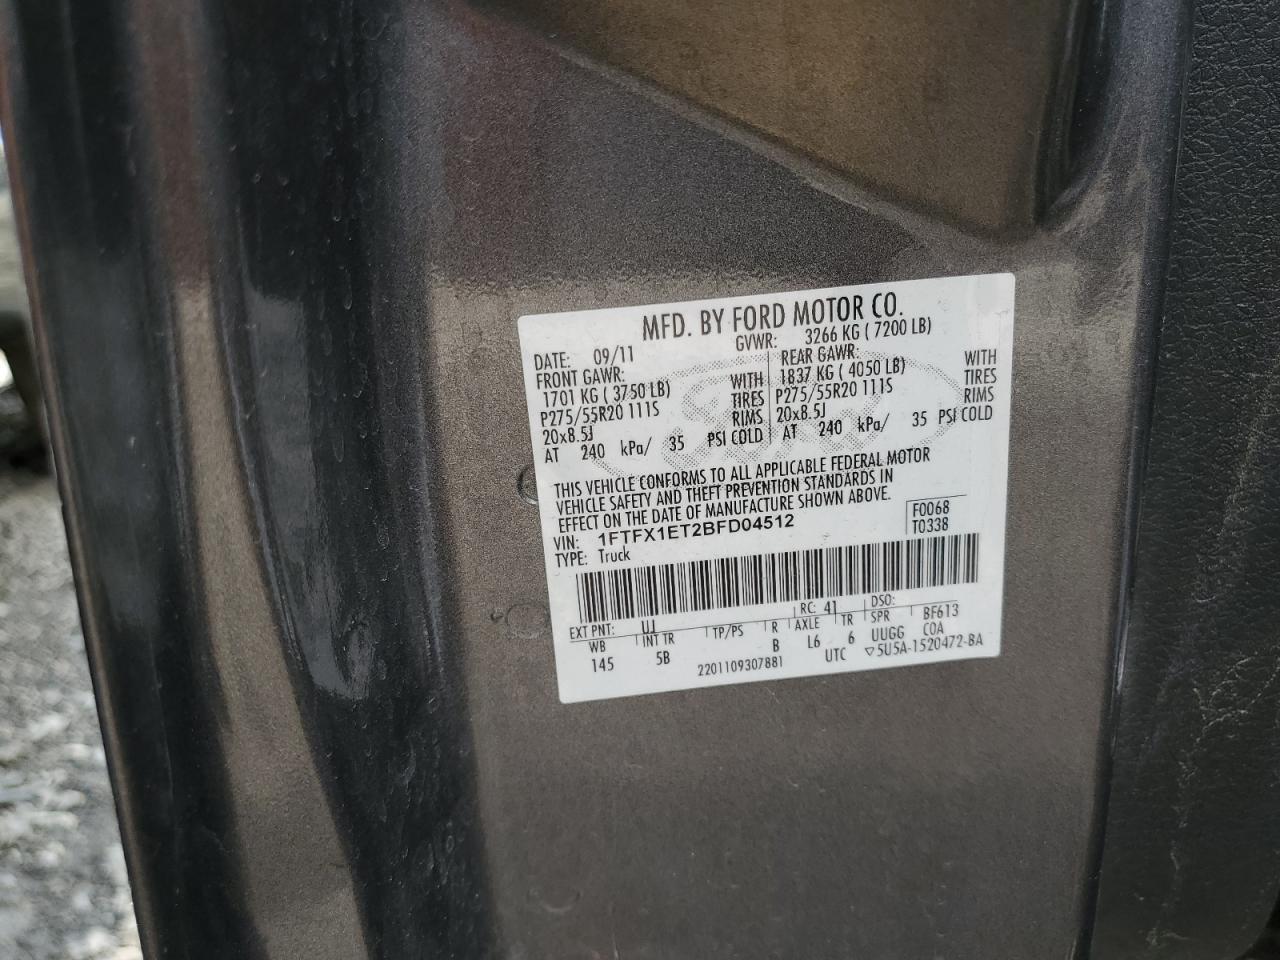 MFD. BY FORD MOTOR CO.
DATE: 09/11 GVWR: 3266 KG ( 7200 LB)
FRONT GAWR: REAR GAWR:
1701 KG ( 3750 LB) WITH 1837 KG ( 4050 LB) WITH
P275/55R20 111S TIRES P275/55R20 111S TIRES
20x8.5J RIMS 20x8.5J RIMS
AT 240 kPa/ 35 PSI COLD AT 240 kPa/ 35 PSI COLD
THIS VEHICLE CONFORMS TO ALL APPLICABLE FEDERAL MOTOR
VEHICLE SAFETY AND THEFT PREVENTION STANDARDS IN
EFFECT ON THE DATE OF MANUFACTURE SHOWN ABOVE.
VIN: 1FTFX1ET2BFD04512 F0068
TYPE: Truck T0338
EXT PNT: UJ RC: 41 DSO:
WB INT TR TP/PS R AXLE TR SPR BF613
145 5B B L6 6 UUGG COA
2201109307881 UTC ▽5U5A-1520472-BA